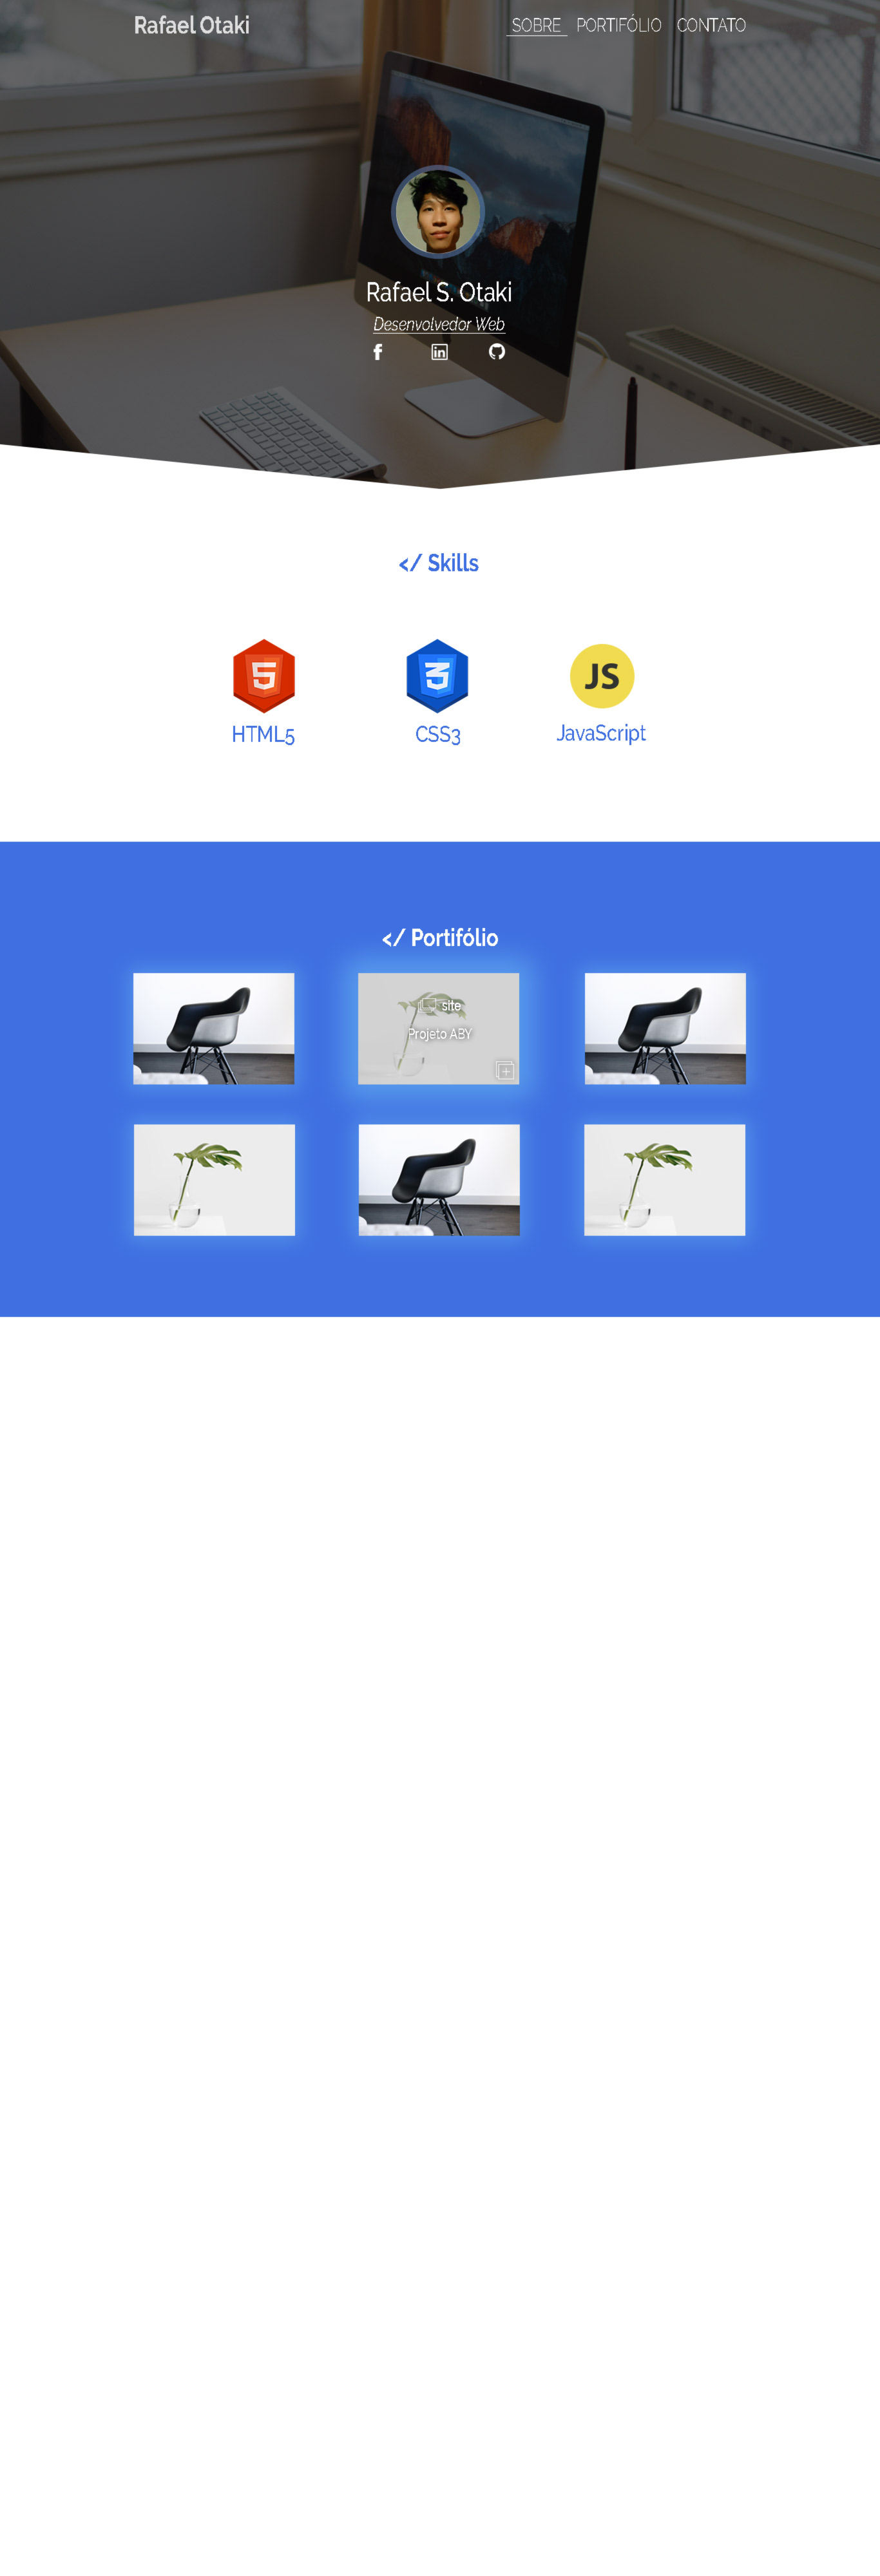 Rafael Otaki
SOBRE PORTIFÓLIO CONTATO
Rafael S. Otaki
Desenvolvedor Web
f in
</ Skills
5 3 JS
HTML5 CSS3 JavaScript
</ Portifólio
site
Projeto ABY